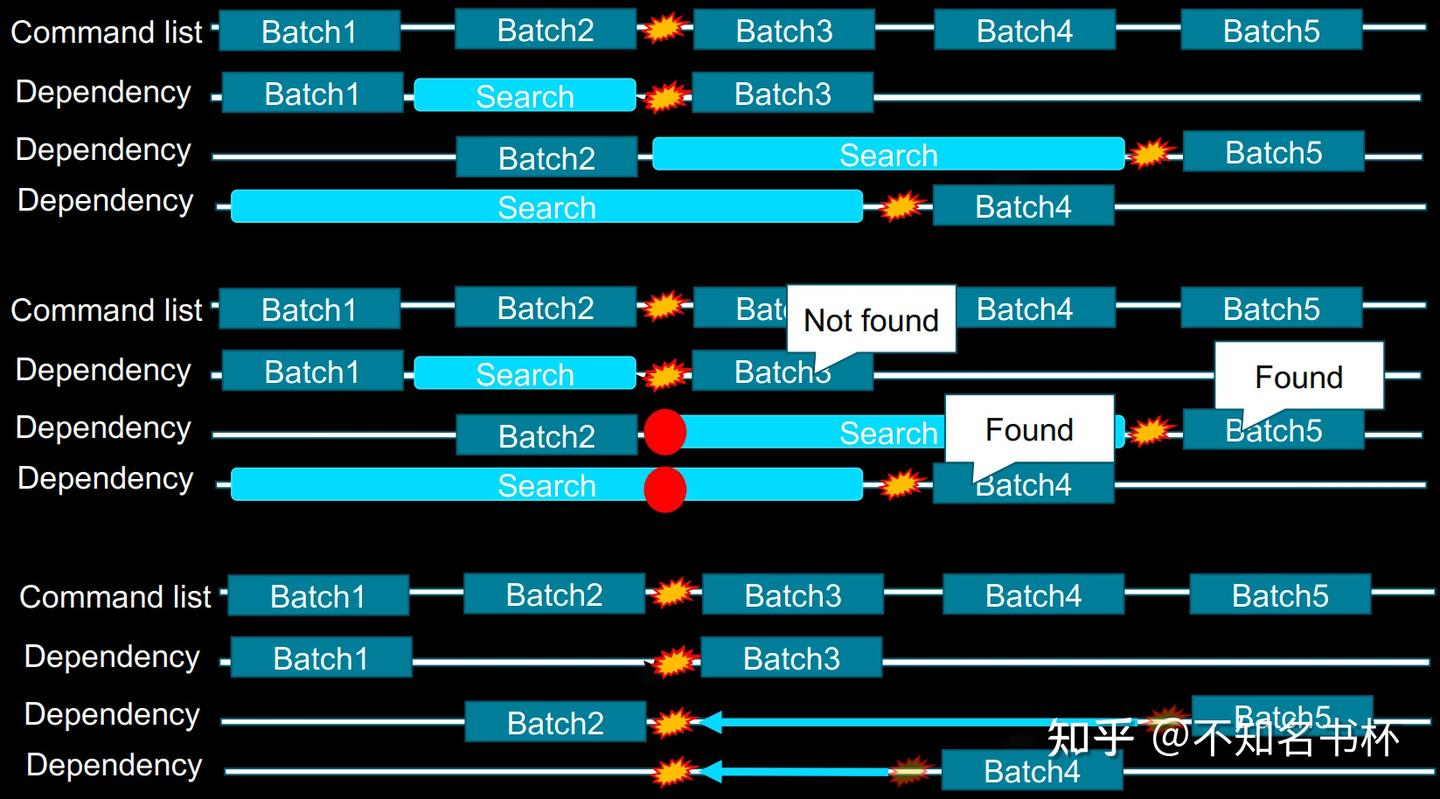 Command list Batch1 Batch2 Batch3 Batch4 Batch5
Dependency Batch1 Search Batch3
Dependency Batch2 Search Batch5
Dependency Search Batch4
Command list Batch1 Batch2 Bat Not found Batch4 Batch5
Dependency Batch1 Search Batch3 Found
Dependency Batch2 Search Found Batch5
Dependency Search Batch4
Command list Batch1 Batch2 Batch3 Batch4 Batch5
Dependency Batch1 Batch3
Dependency Batch2 Batch5
知乎 @不知名书杯
Dependency Batch4